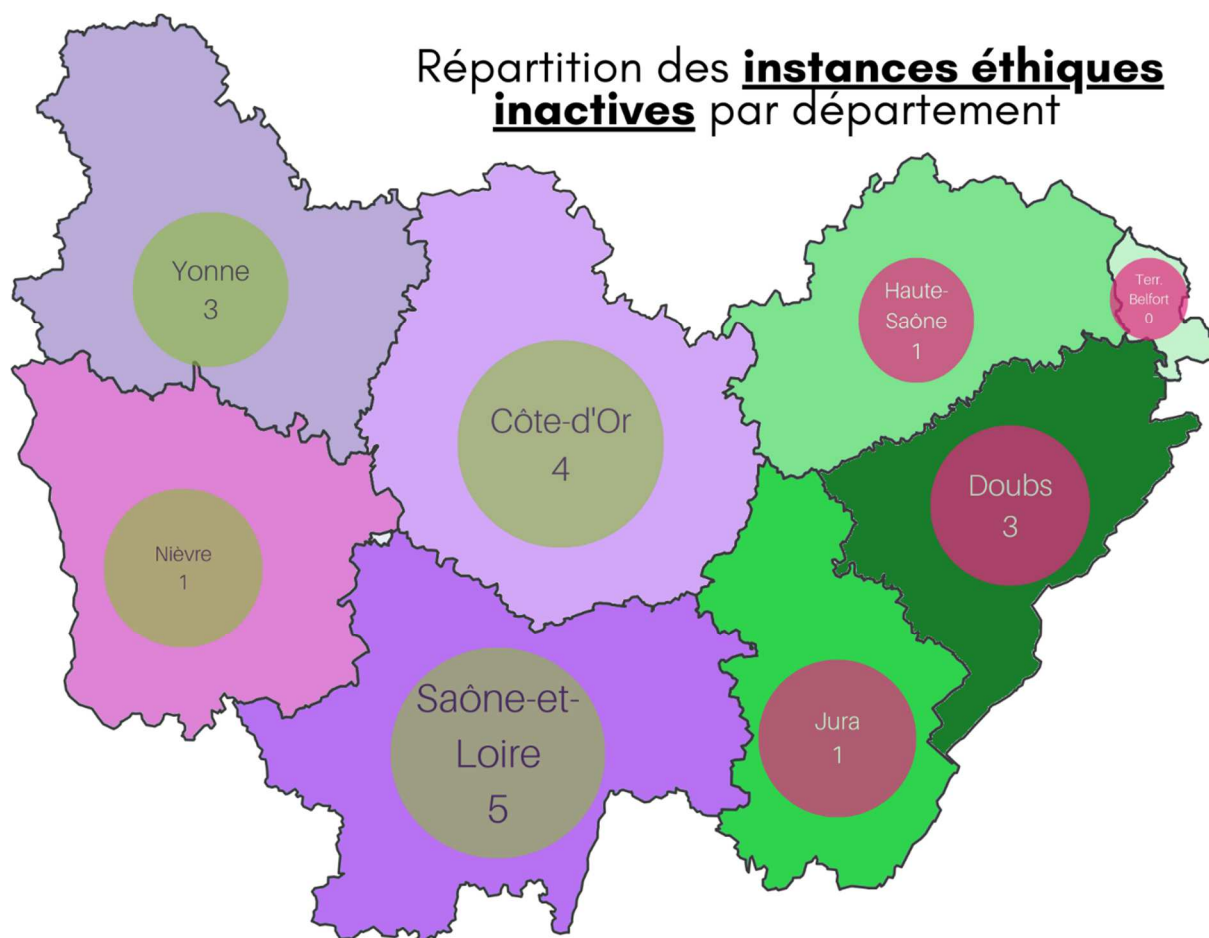 Répartition des instances éthiques
inactives par département
Yonne
3
Haute-
Saône
1
Terr.
Belfort
0
Côte-d'Or
4
Doubs
3
Nièvre
1
Saône-et-
Loire
5
Jura
1